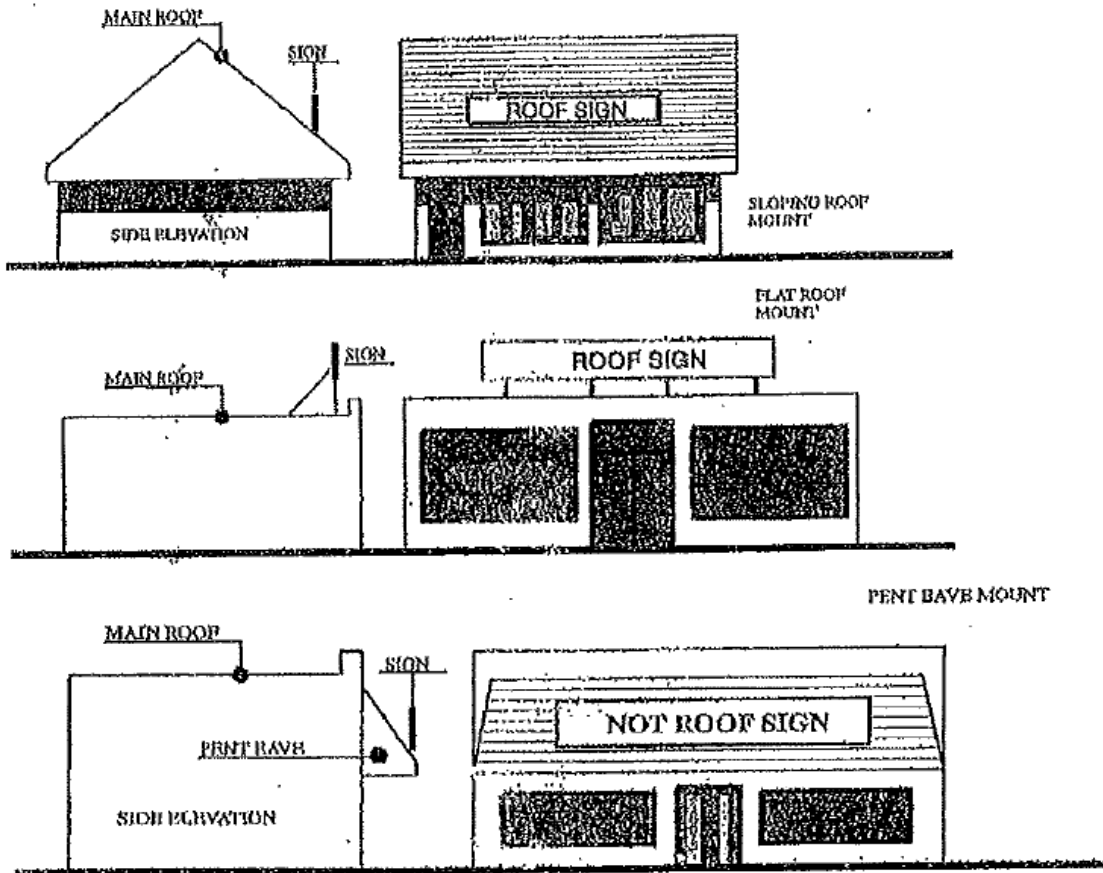 MAIN ROOF
SIGN
ROOF SIGN
SIDE ELEVATION
SLOPING ROOF
MOUNT
FLAT ROOF
MOUNT
SIGN
ROOF SIGN
MAIN ROOF
PENT EAVE MOUNT
MAIN ROOF
SIGN
NOT ROOF SIGN
PENT EAVE
SIDE ELEVATION